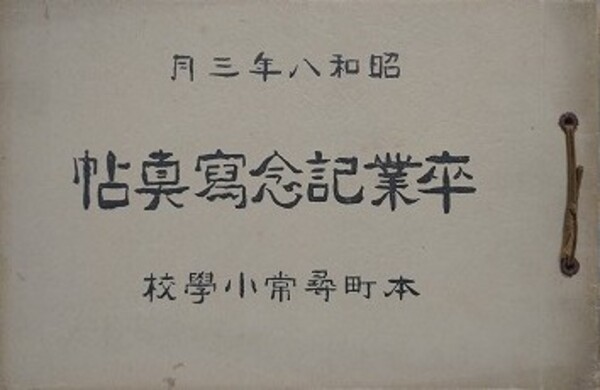 昭和八年三月
卒業記念寫眞帖
本町尋常小學校